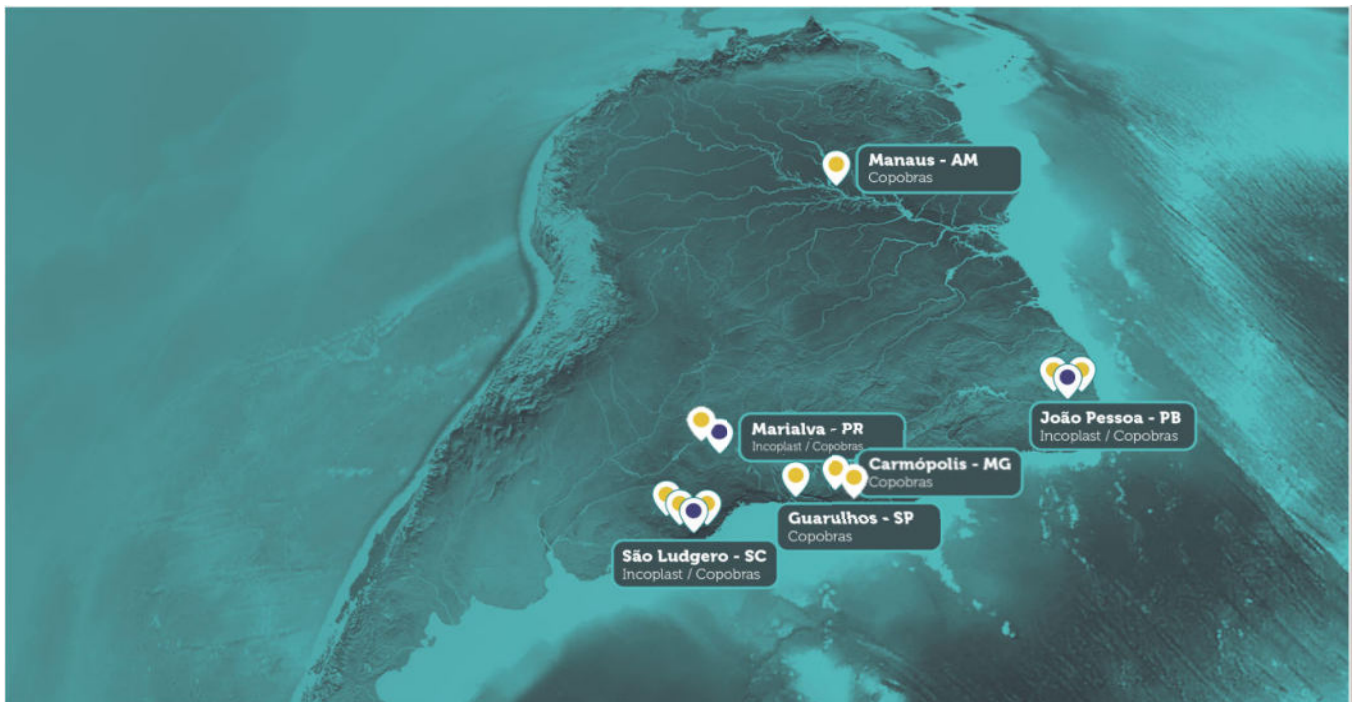 Manaus - AM
Copobras
João Pessoa - PB
Incoplast / Copobras
Marialva - PR
Incoplast / Copobras
Carmópolis - MG
Copobras
Guarulhos - SP
Copobras
São Ludgero - SC
Incoplast / Copobras